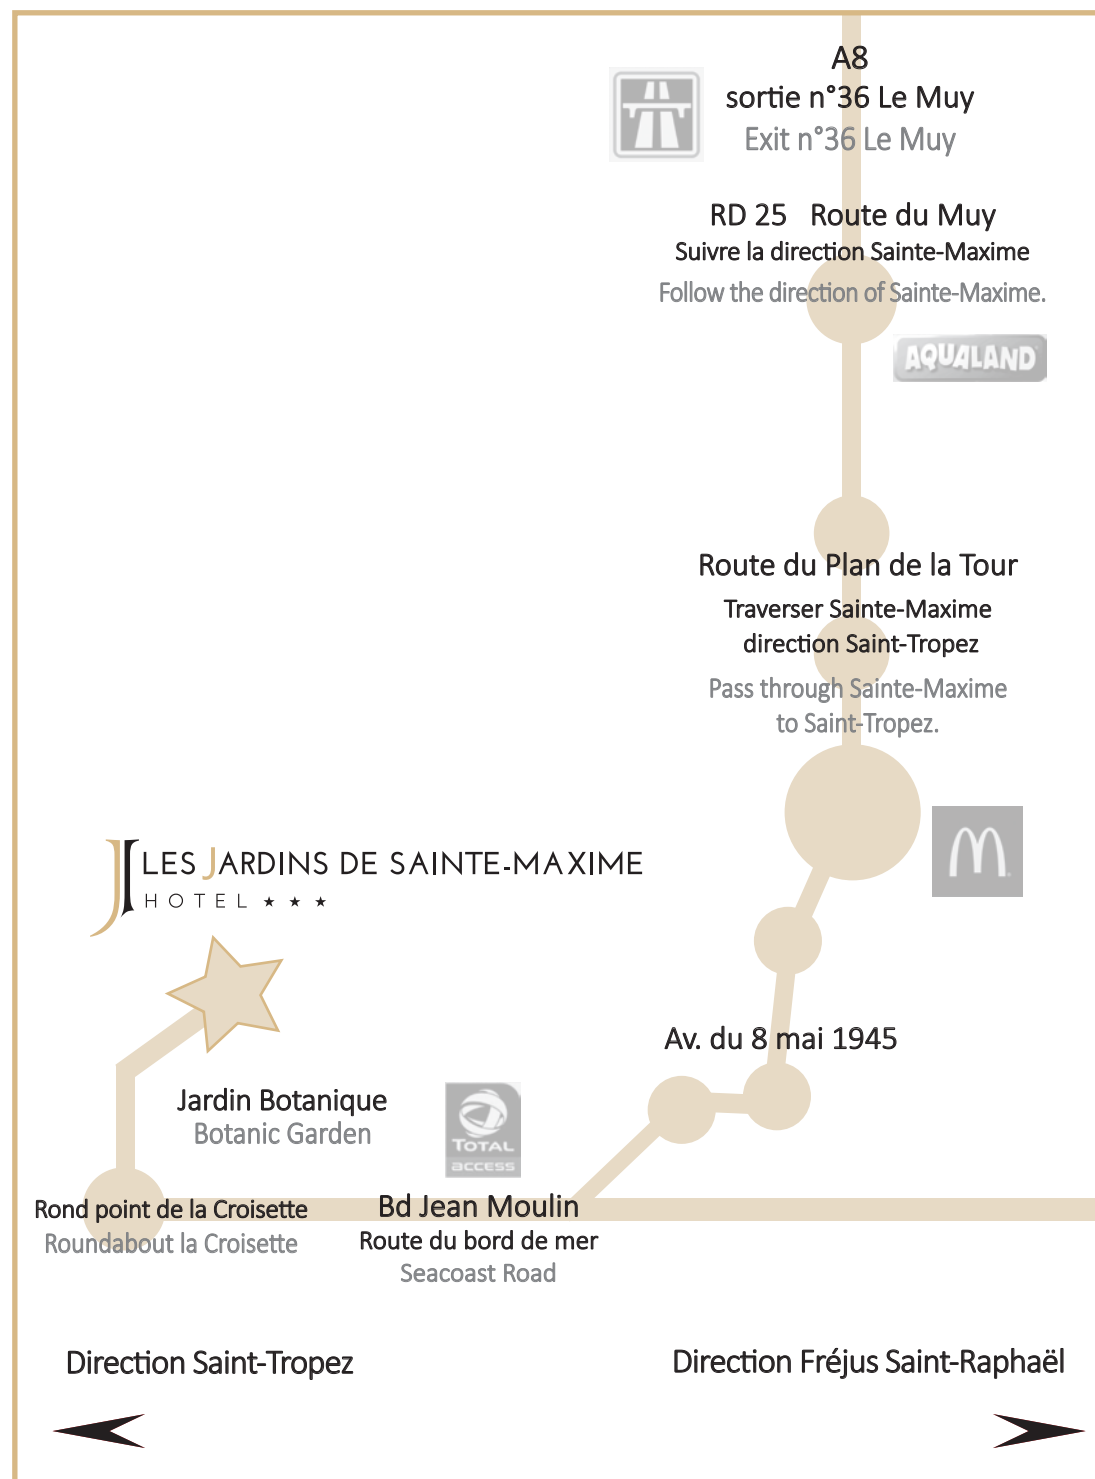 A8
sortie n°36 Le Muy
Exit n°36 Le Muy
RD 25 Route du Muy
Suivre la direction Sainte-Maxime
Follow the direction of Sainte-Maxime.
AQUALAND
Route du Plan de la Tour
Traverser Sainte-Maxime
direction Saint-Tropez
Pass through Sainte-Maxime
to Saint-Tropez.
LES JARDINS DE SAINTE-MAXIME
HOTEL ★ ★ ★
Av. du 8 mai 1945
Jardin Botanique
Botanic Garden
TOTAL
access
Rond point de la Croisette
Roundabout la Croisette
Bd Jean Moulin
Route du bord de mer
Seacoast Road
Direction Saint-Tropez
Direction Fréjus Saint-Raphaël